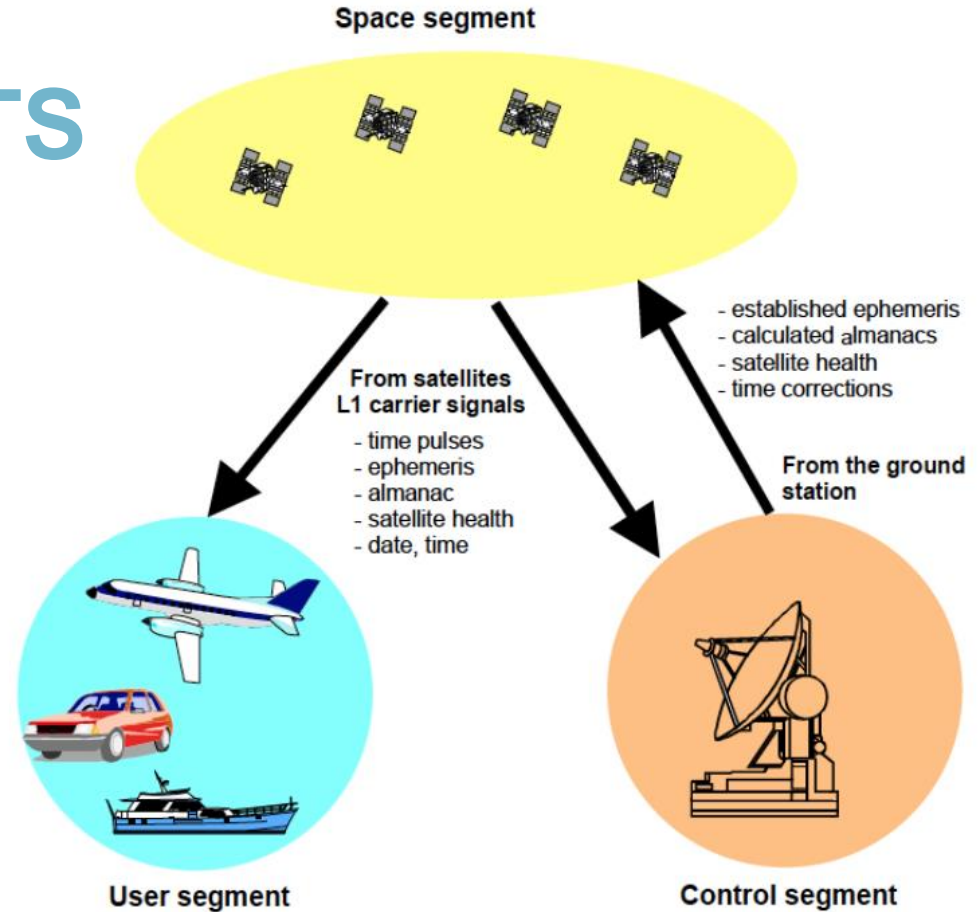 Space segment
TS
- established ephemeris
- calculated almanacs
- satellite health
- time corrections
From satellites
L1 carrier signals
- time pulses
- ephemeris
- almanac
- satellite health
- date, time
From the ground
station
User segment
Control segment